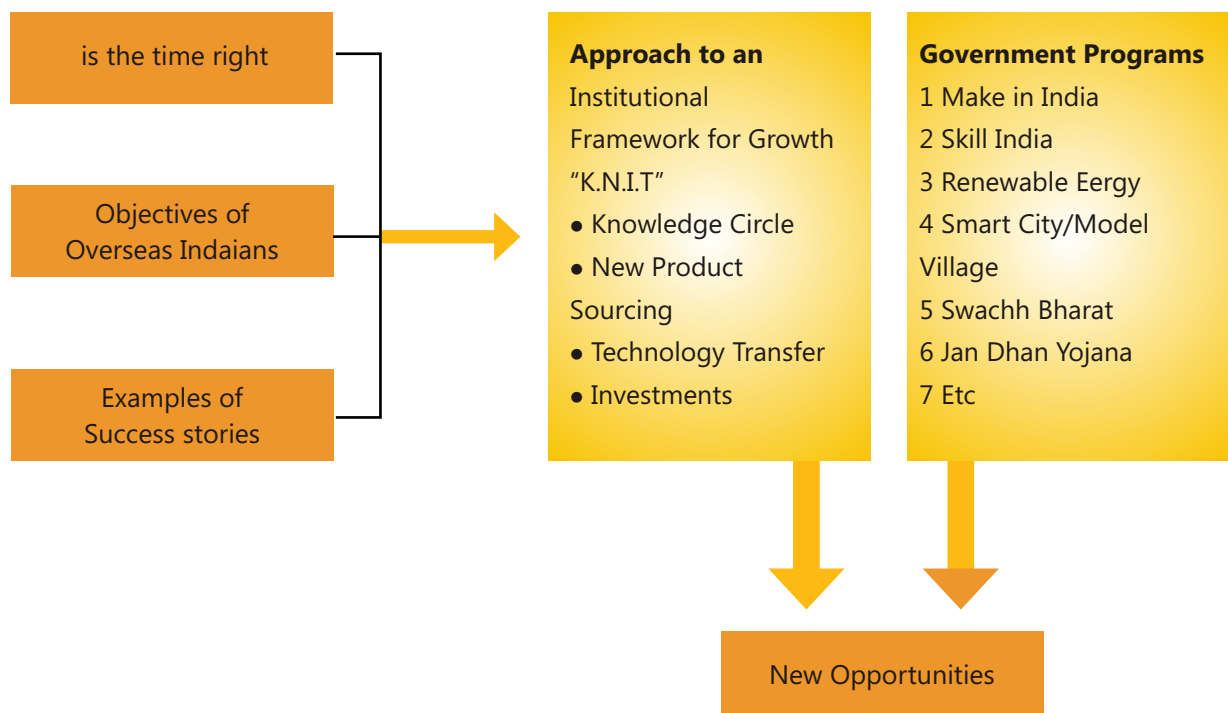 is the time right
Objectives of
Overseas Indaians
Examples of
Success stories
Approach to an
Institutional
Framework for Growth
“K.N.I.T”
● Knowledge Circle
● New Product
Sourcing
● Technology Transfer
● Investments
Government Programs
1 Make in India
2 Skill India
3 Renewable Eergy
4 Smart City/Model
Village
5 Swachh Bharat
6 Jan Dhan Yojana
7 Etc
New Opportunities